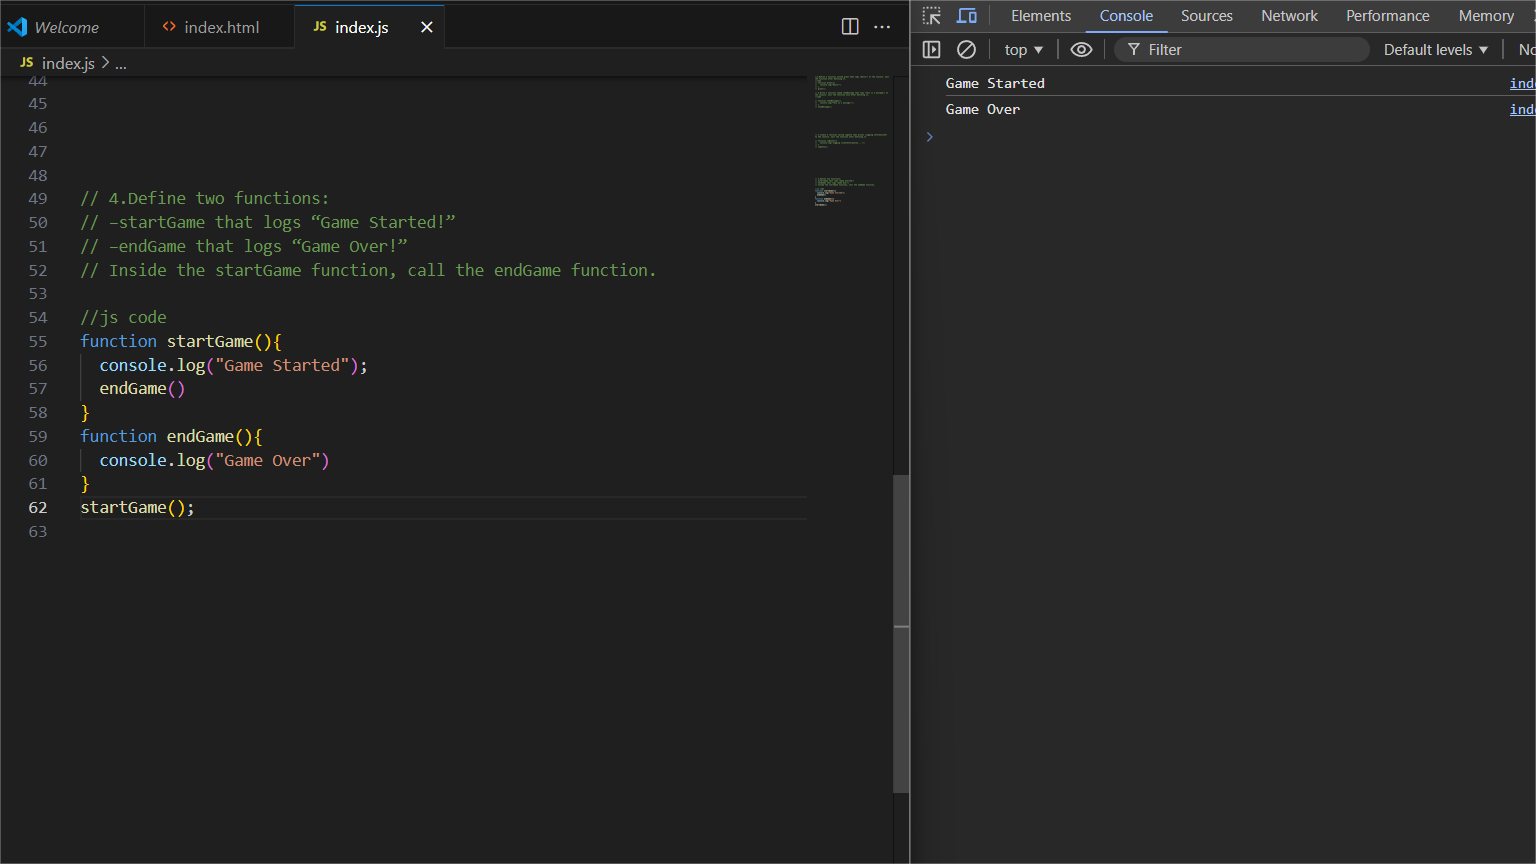 Welcome
index.html
JS index.js
JS index.js > ...
44
45
46
47
48
49 // 4.Define two functions:
50 // –startGame that logs “Game Started!”
51 // –endGame that logs “Game Over!”
52 // Inside the startGame function, call the endGame function.
53
54 //js code
55 function startGame(){
56 console.log("Game Started");
57 endGame()
58 }
59 function endGame(){
60 console.log("Game Over")
61 }
62 startGame();
63
Elements Console Sources Network Performance Memory
top Filter Default levels No
Game Started inde
Game Over inde